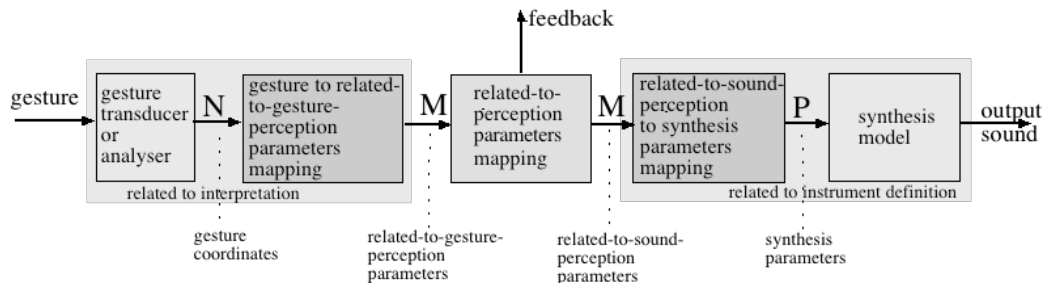 feedback
gesture
gesture
transducer
or
analyser
N
gesture to related-
to-gesture-
perception
parameters
mapping
related to interpretation
M
related-to-
perception
parameters
mapping
M
related-to-sound-
perception
to synthesis
parameters
mapping
P
synthesis
model
related to instrument definition
output
sound
gesture
coordinates
related-to-gesture-
perception
parameters
related-to-sound-
perception
parameters
synthesis
parameters